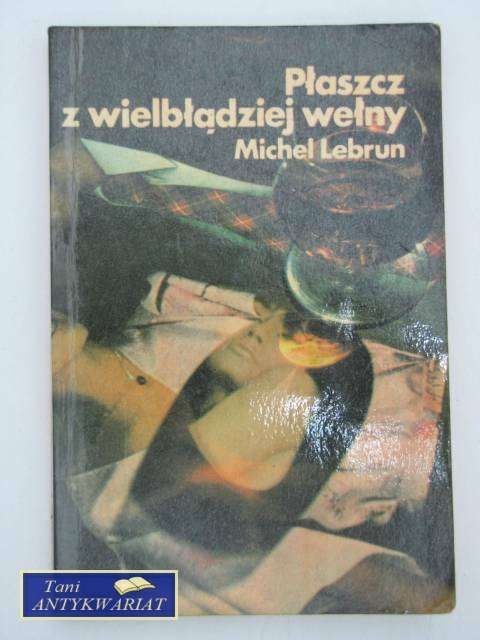 Płaszcz
z wielbłądziej wełny
Michel Lebrun
Tani
ANTYKWARIAT